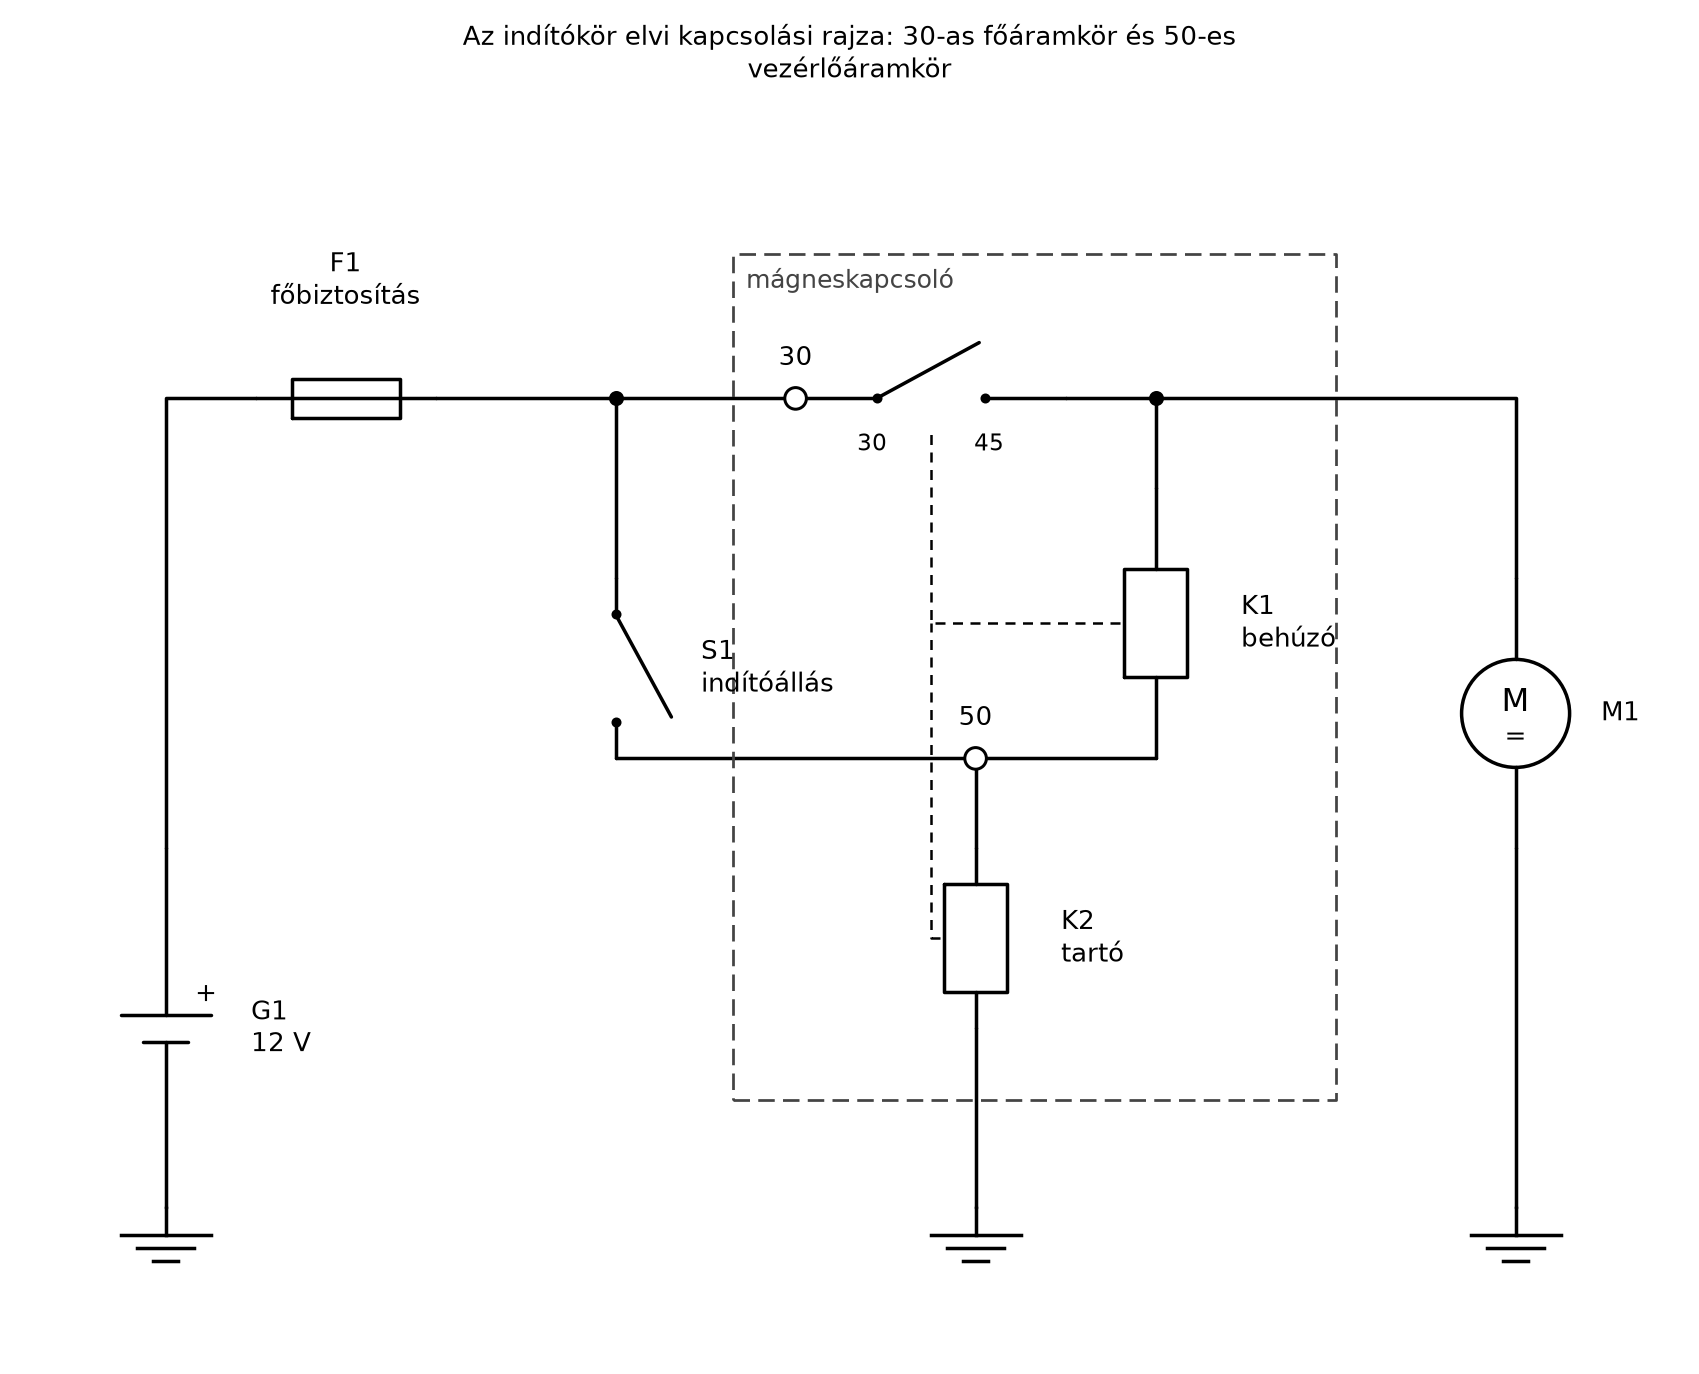 Az indítókör elvi kapcsolási rajza: 30-as főáramkör és 50-es
vezérlőáramkör
F1
főbiztosítás
mágneskapcsoló
30
30
45
S1
indítóállás
K1
behúzó
50
M
=
M1
K2
tartó
+
G1
12 V